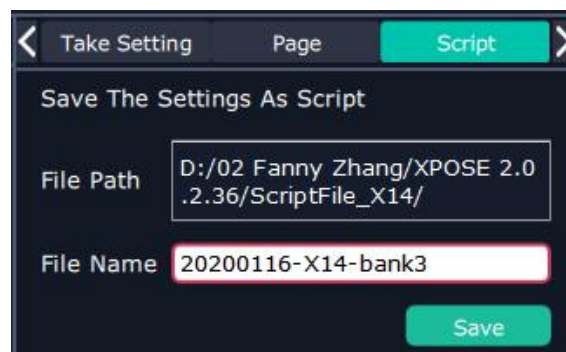 Take Setting Page Script
Save The Settings As Script
File Path D:/02 Fanny Zhang/XPOSE 2.0
.2.36/ScriptFile_X14/
File Name 20200116-X14-bank3
Save